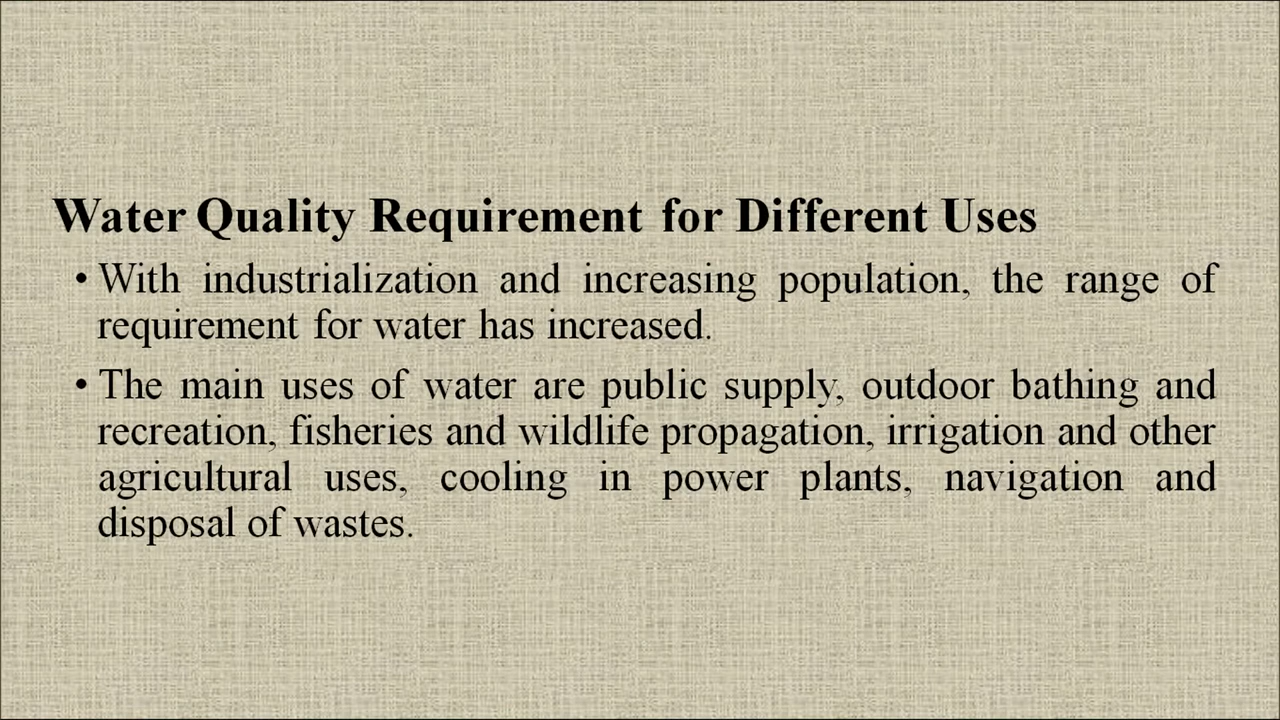 Water Quality Requirement for Different Uses
• With industrialization and increasing population, the range of
requirement for water has increased.
• The main uses of water are public supply, outdoor bathing and
recreation, fisheries and wildlife propagation, irrigation and other
agricultural uses, cooling in power plants, navigation and
disposal of wastes.